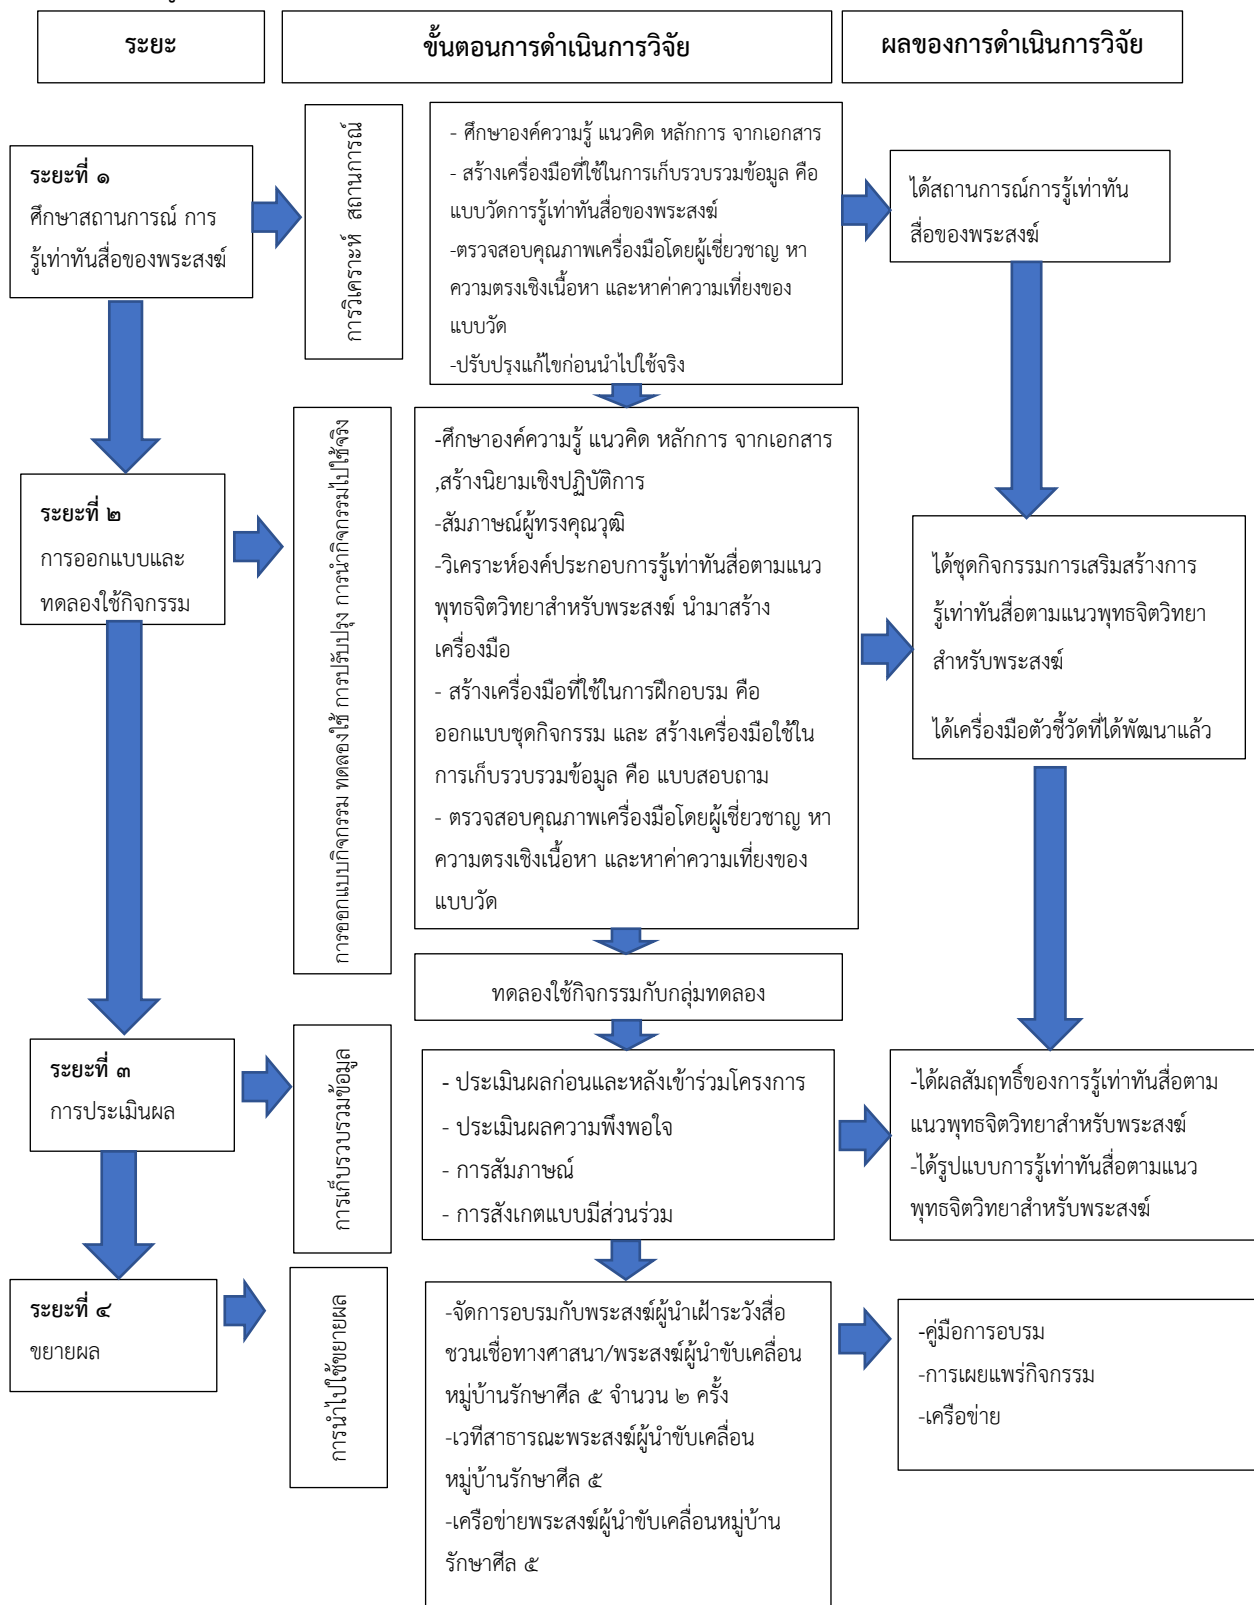 ระยะ
ขั้นตอนการดำเนินการวิจัย
ผลของการดำเนินการวิจัย
ระยะที่ ๑
ศึกษาสถานการณ์ การ
รู้เท่าทันสื่อของพระสงฆ์
การวิเคราะห์ สถานการณ์
- ศึกษาองค์ความรู้ แนวคิด หลักการ จากเอกสาร
- สร้างเครื่องมือที่ใช้ในการเก็บรวบรวมข้อมูล คือ
แบบวัดการรู้เท่าทันสื่อของพระสงฆ์
-ตรวจสอบคุณภาพเครื่องมือโดยผู้เชี่ยวชาญ หา
ความตรงเชิงเนื้อหา และหาค่าความเที่ยงของ
แบบวัด
-ปรับปรุงแก้ไขก่อนนำไปใช้จริง
ได้สถานการณ์การรู้เท่าทัน
สื่อของพระสงฆ์
ระยะที่ ๒
การออกแบบและ
ทดลองใช้กิจกรรม
การออกแบบกิจกรรม ทดลองใช้ การปรับปรุง การนำกิจกรรมไปใช้จริง
-ศึกษาองค์ความรู้ แนวคิด หลักการ จากเอกสาร
,สร้างนิยามเชิงปฏิบัติการ
-สัมภาษณ์ผู้ทรงคุณวุฒิ
-วิเคราะห์องค์ประกอบการรู้เท่าทันสื่อตามแนว
พุทธจิตวิทยาสำหรับพระสงฆ์ นำมาสร้าง
เครื่องมือ
- สร้างเครื่องมือที่ใช้ในการฝึกอบรม คือ
ออกแบบชุดกิจกรรม และ สร้างเครื่องมือใช้ใน
การเก็บรวบรวมข้อมูล คือ แบบสอบถาม
- ตรวจสอบคุณภาพเครื่องมือโดยผู้เชี่ยวชาญ หา
ความตรงเชิงเนื้อหา และหาค่าความเที่ยงของ
แบบวัด
ได้ชุดกิจกรรมการเสริมสร้างการ
รู้เท่าทันสื่อตามแนวพุทธจิตวิทยา
สำหรับพระสงฆ์
ได้เครื่องมือตัวชี้วัดที่ได้พัฒนาแล้ว
ทดลองใช้กิจกรรมกับกลุ่มทดลอง
ระยะที่ ๓
การประเมินผล
การเก็บรวบรวมข้อมูล
- ประเมินผลก่อนและหลังเข้าร่วมโครงการ
- ประเมินผลความพึงพอใจ
- การสัมภาษณ์
- การสังเกตแบบมีส่วนร่วม
-ได้ผลสัมฤทธิ์ของการรู้เท่าทันสื่อตาม
แนวพุทธจิตวิทยาสำหรับพระสงฆ์
-ได้รูปแบบการรู้เท่าทันสื่อตามแนว
พุทธจิตวิทยาสำหรับพระสงฆ์
ระยะที่ ๔
ขยายผล
การนำไปใช้ขยายผล
-จัดการอบรมกับพระสงฆ์ผู้นำเฝ้าระวังสื่อ
ชวนเชื่อทางศาสนา/พระสงฆ์ผู้นำขับเคลื่อน
หมู่บ้านรักษาศีล ๕ จำนวน ๒ ครั้ง
-เวทีสาธารณะพระสงฆ์ผู้นำขับเคลื่อน
หมู่บ้านรักษาศีล ๕
-เครือข่ายพระสงฆ์ผู้นำขับเคลื่อนหมู่บ้าน
รักษาศีล ๕
-คู่มือการอบรม
-การเผยแพร่กิจกรรม
-เครือข่าย